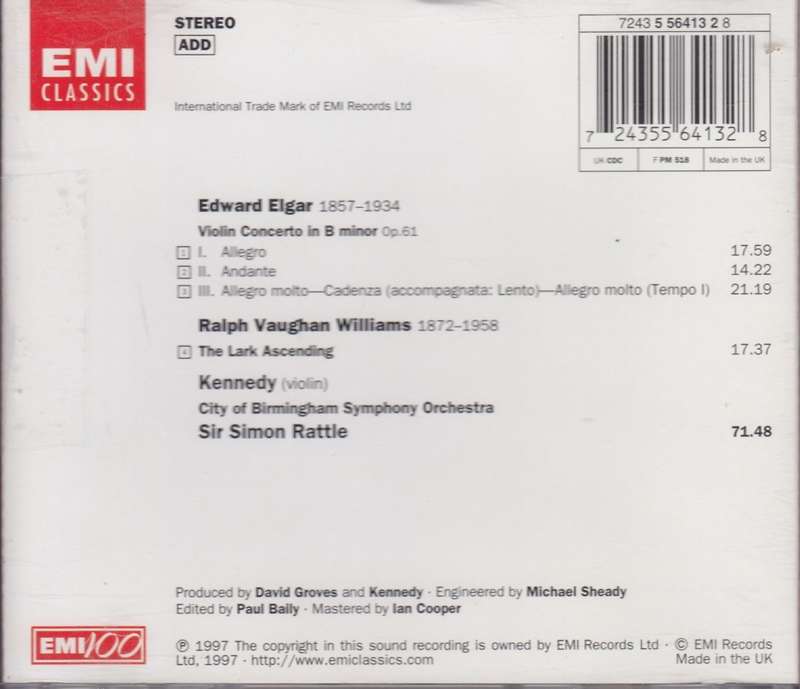 EMI
CLASSICS
STEREO
ADD
International Trade Mark of EMI Records Ltd
7243 5 56413 2 8
7 24355 64132 8
UK:CDC
F PM 518
Made in the UK
Edward Elgar 1857–1934
Violin Concerto in B minor Op.61
1 I. Allegro 17.59
2 II. Andante 14.22
3 III. Allegro molto—Cadenza (accompagnata: Lento)—Allegro molto (Tempo I) 21.19
Ralph Vaughan Williams 1872–1958
4 The Lark Ascending 17.37
Kennedy (violin)
City of Birmingham Symphony Orchestra
Sir Simon Rattle 71.48
Produced by David Groves and Kennedy · Engineered by Michael Sheady
Edited by Paul Baily · Mastered by Ian Cooper
EMI100
℗ 1997 The copyright in this sound recording is owned by EMI Records Ltd · © EMI Records
Ltd, 1997 · http://www.emiclassics.com Made in the UK